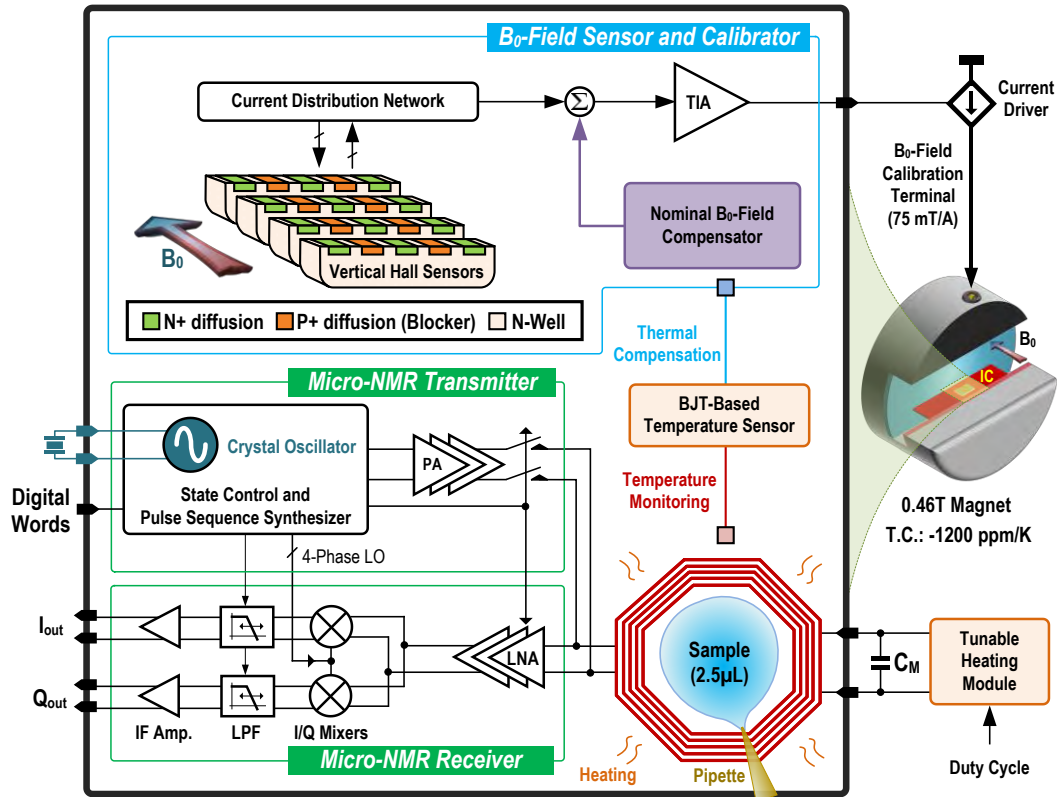 B₀-Field Sensor and Calibrator
Current Distribution Network
Σ
TIA
Current
Driver
B₀-Field
Calibration
Terminal
(75 mT/A)
Nominal B₀-Field
Compensator
B₀
Vertical Hall Sensors
N+ diffusion
P+ diffusion (Blocker)
N-Well
Thermal
Compensation
B₀
IC
Micro-NMR Transmitter
BJT-Based
Temperature Sensor
Crystal Oscillator
PA
State Control and
Pulse Sequence Synthesizer
Digital
Words
Temperature
Monitoring
0.46T Magnet
T.C.: -1200 ppm/K
4-Phase LO
Iout
Qout
LNA
Sample
(2.5µL)
CM
Tunable
Heating
Module
IF Amp.
LPF
I/Q Mixers
Micro-NMR Receiver
Heating
Pipette
Duty Cycle